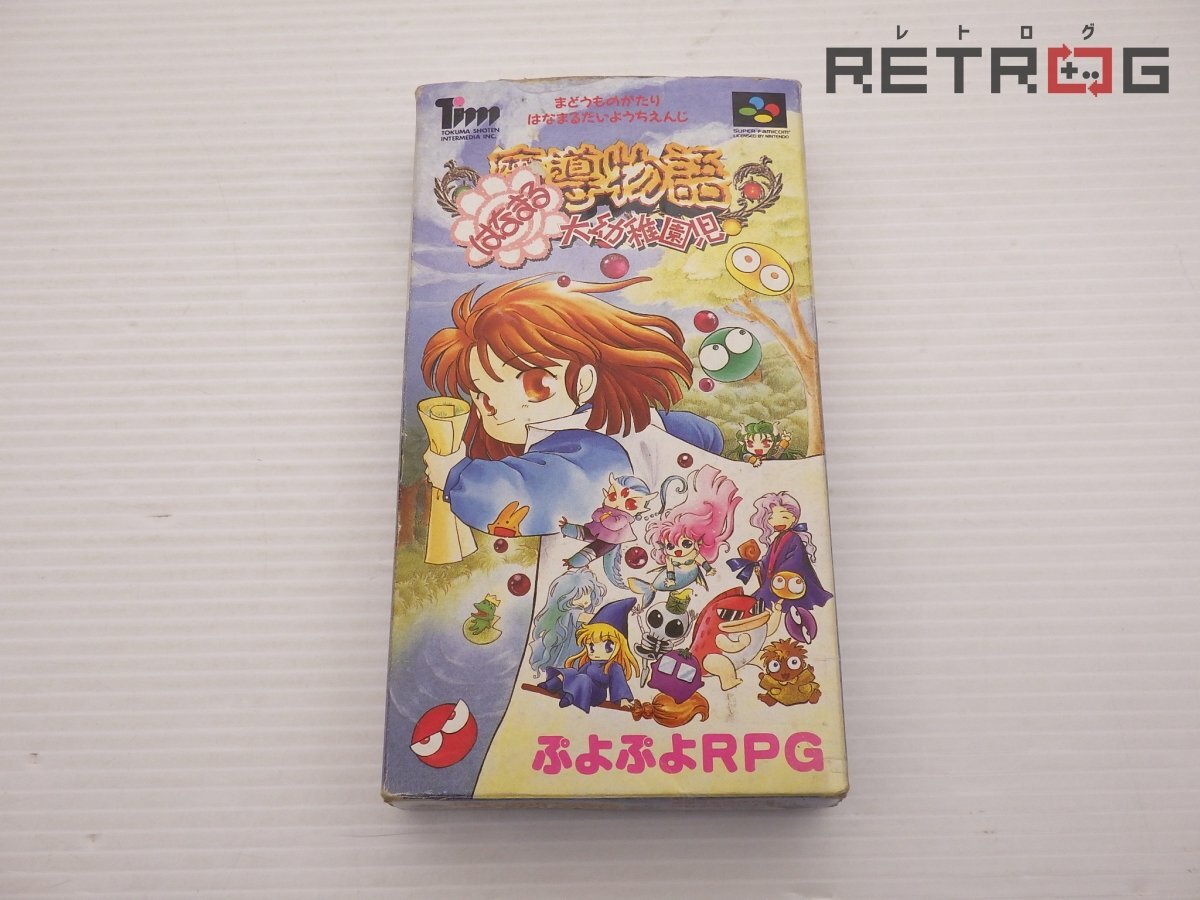 レトログ
RETROG
Tim
TOKUMA SHOTEN
INTERMEDIA INC.
まどうものがたり
はなまるだいようちえんじ
SUPER FAMICOM
LICENSED BY NINTENDO
魔導物語
はなまる
大幼稚園児
ぷよぷよRPG